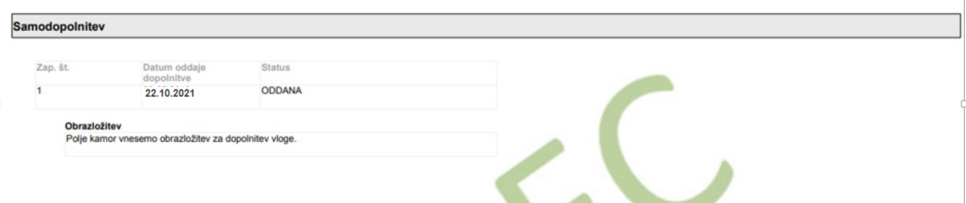 Samodopolnitev
Zap. št. Datum oddaje dopolnitve Status
1 22.10.2021 ODDANA
Obrazložitev
Polje kamor vnesemo obrazložitev za dopolnitev vloge.
EC